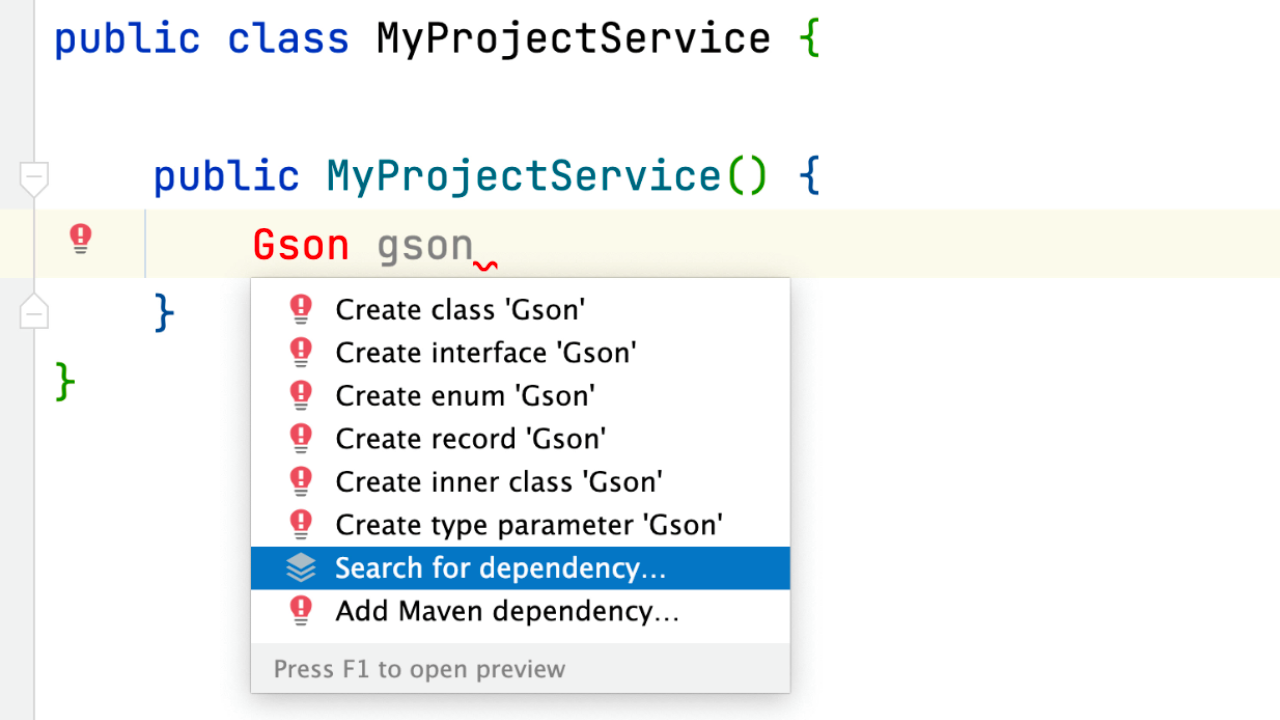 public class MyProjectService {
public MyProjectService() {
Gson gson
}
}
Create class 'Gson'
Create interface 'Gson'
Create enum 'Gson'
Create record 'Gson'
Create inner class 'Gson'
Create type parameter 'Gson'
Search for dependency...
Add Maven dependency...
Press F1 to open preview